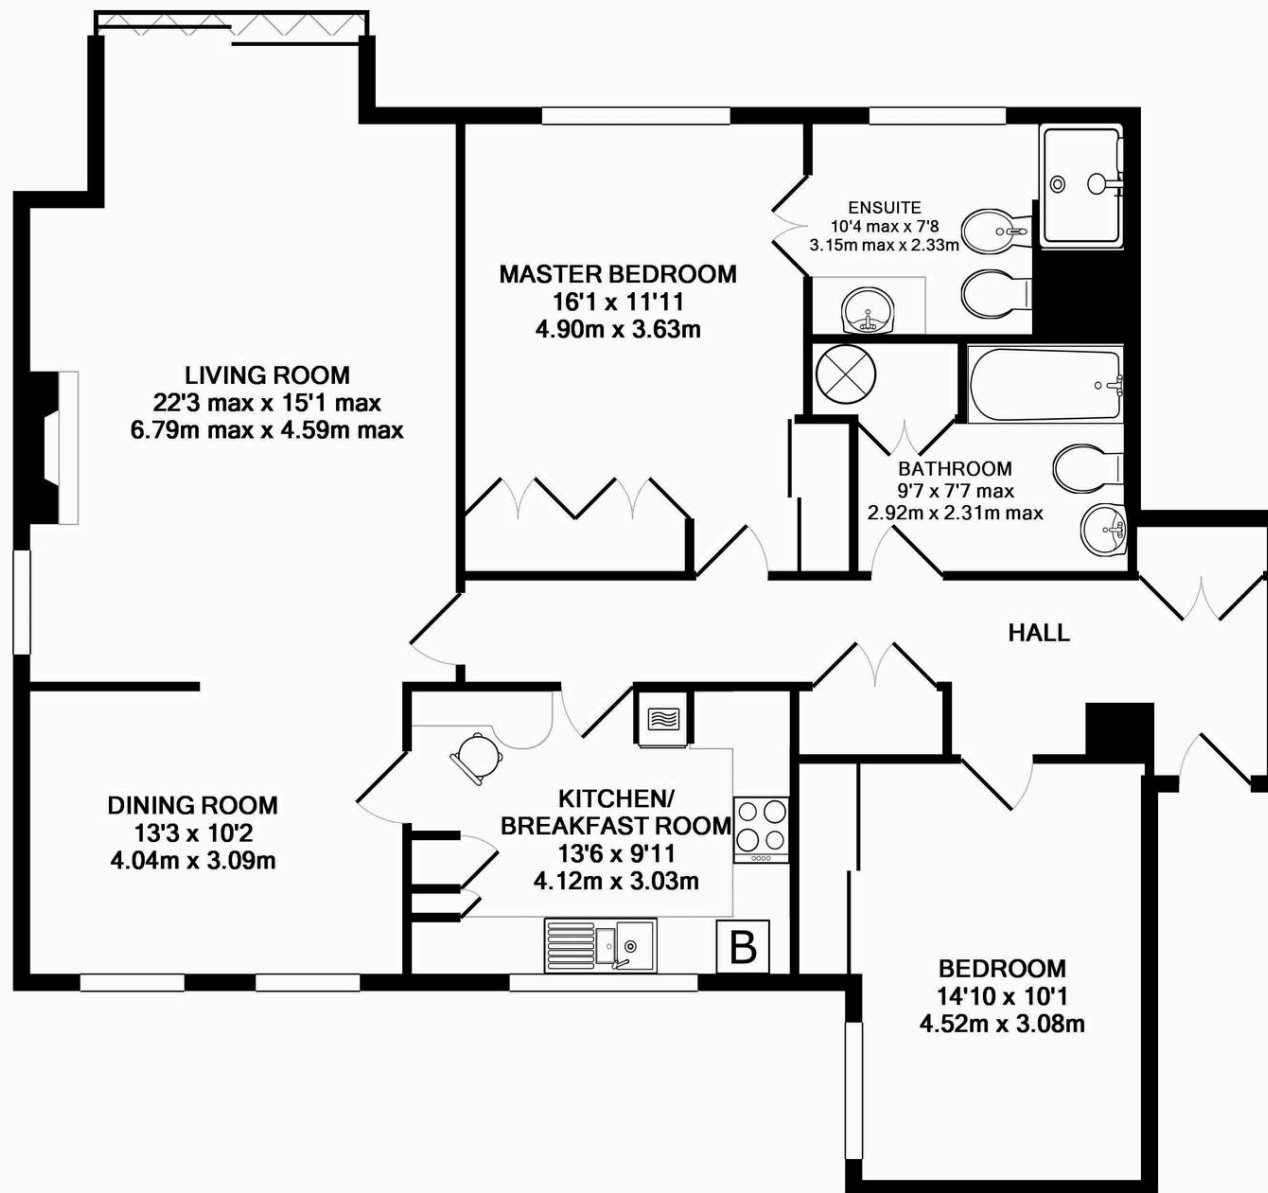 ENSUITE
10'4 max x 7'8
3.15m max x 2.33m
MASTER BEDROOM
16'1 x 11'11
4.90m x 3.63m
LIVING ROOM
22'3 max x 15'1 max
6.79m max x 4.59m max
BATHROOM
9'7 x 7'7 max
2.92m x 2.31m max
HALL
DINING ROOM
13'3 x 10'2
4.04m x 3.09m
KITCHEN/
BREAKFAST ROOM
13'6 x 9'11
4.12m x 3.03m
B
BEDROOM
14'10 x 10'1
4.52m x 3.08m